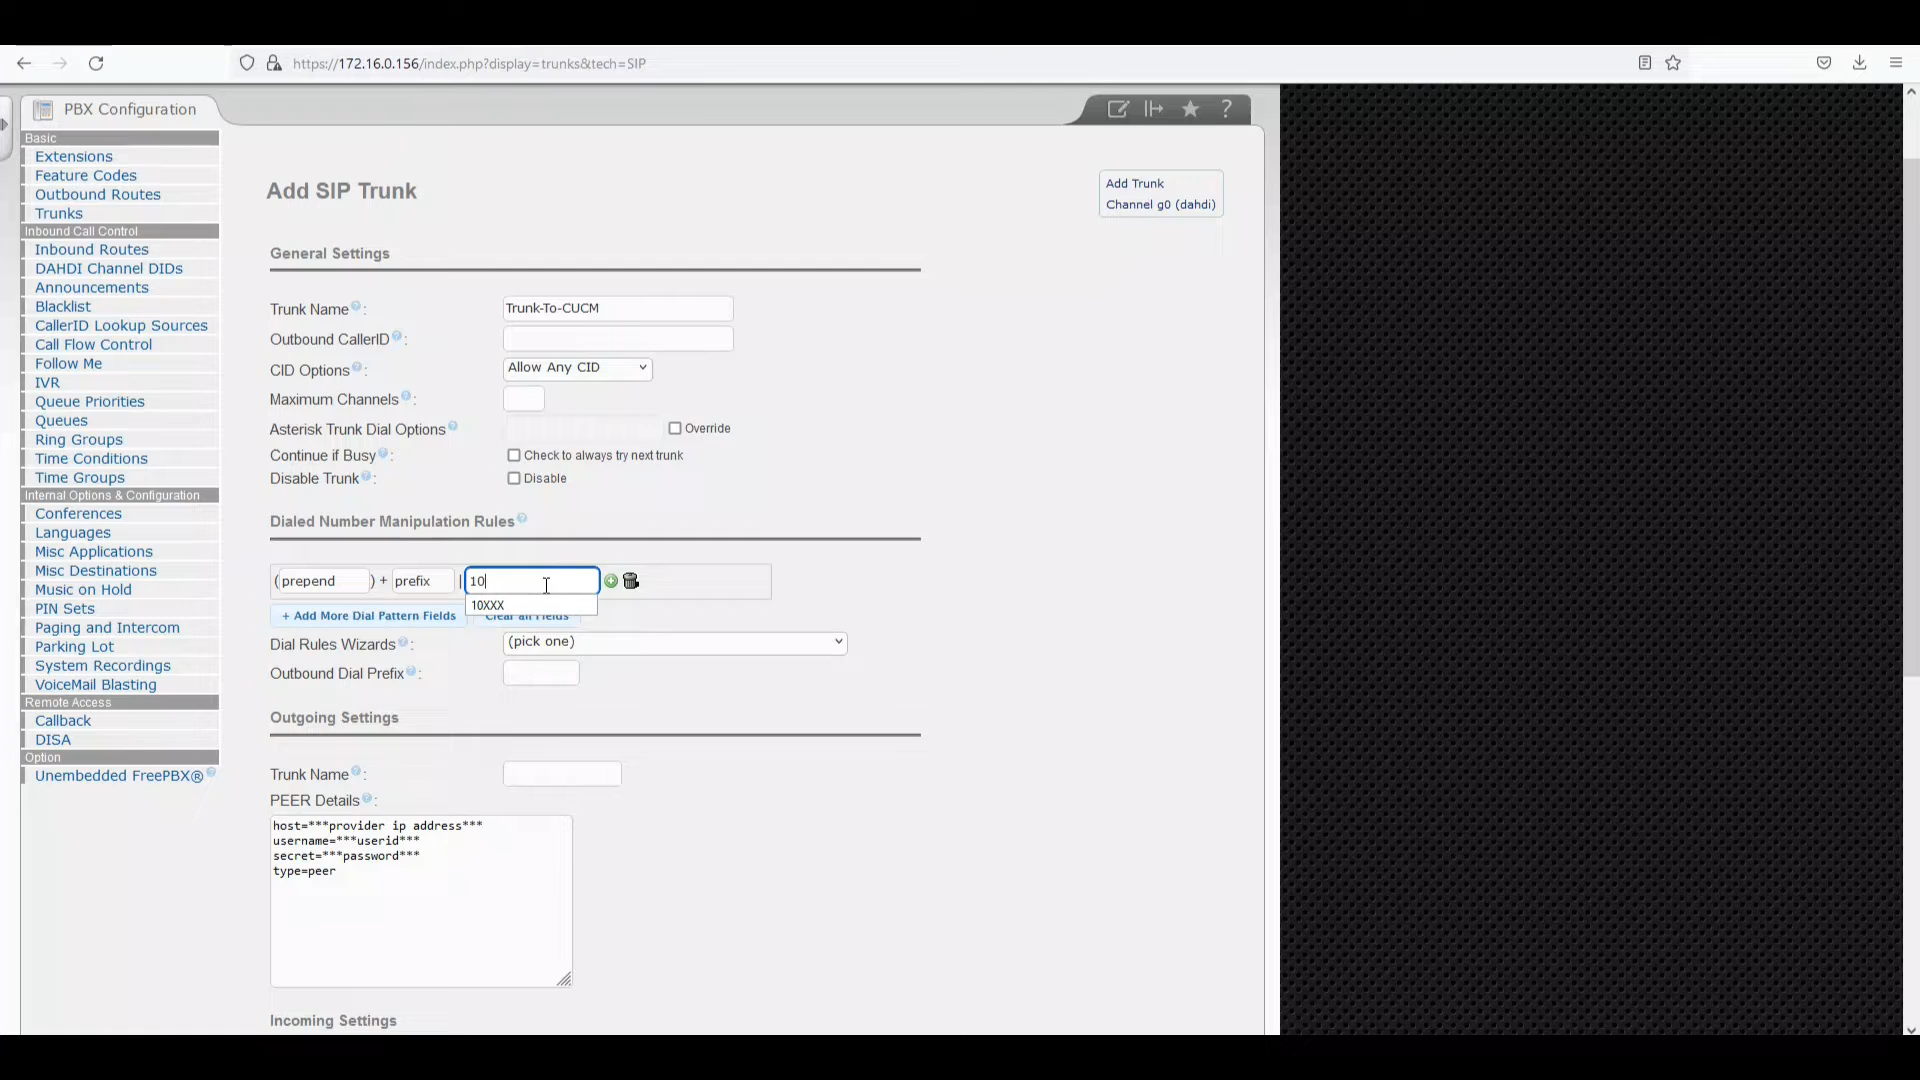 https://172.16.0.156/index.php?display=trunks&tech=SIP
PBX Configuration
?
Basic
Extensions
Feature Codes
Outbound Routes
Trunks
Inbound Call Control
Inbound Routes
DAHDI Channel DIDs
Announcements
Blacklist
CallerID Lookup Sources
Call Flow Control
Follow Me
IVR
Queue Priorities
Queues
Ring Groups
Time Conditions
Time Groups
Internal Options & Configuration
Conferences
Languages
Misc Applications
Misc Destinations
Music on Hold
PIN Sets
Paging and Intercom
Parking Lot
System Recordings
VoiceMail Blasting
Remote Access
Callback
DISA
Option
Unembedded FreePBX®
Add SIP Trunk
Add Trunk
Channel g0 (dahdi)
General Settings
Trunk Name : Trunk-To-CUCM
Outbound CallerID :
CID Options : Allow Any CID
Maximum Channels :
Asterisk Trunk Dial Options Override
Continue if Busy : Check to always try next trunk
Disable Trunk : Disable
Dialed Number Manipulation Rules
(prepend ) + prefix | 10
10XXX
+ Add More Dial Pattern Fields Clear all Fields
Dial Rules Wizards : (pick one)
Outbound Dial Prefix :
Outgoing Settings
Trunk Name :
PEER Details :
host=***provider ip address***
username=***userid***
secret=***password***
type=peer
Incoming Settings